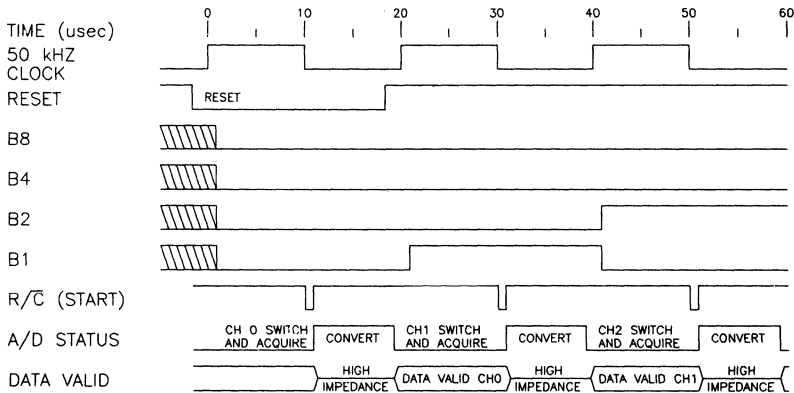 0 10 20 30 40 50 60
TIME (usec)
50 kHZ
CLOCK
RESET
RESET
B8
B4
B2
B1
R/C̅ (START)
A/D STATUS
CH 0 SWITCH
AND ACQUIRE
CONVERT
CH1 SWITCH
AND ACQUIRE
CONVERT
CH2 SWITCH
AND ACQUIRE
CONVERT
DATA VALID
HIGH
IMPEDANCE
DATA VALID CH0
HIGH
IMPEDANCE
DATA VALID CH1
HIGH
IMPEDANCE